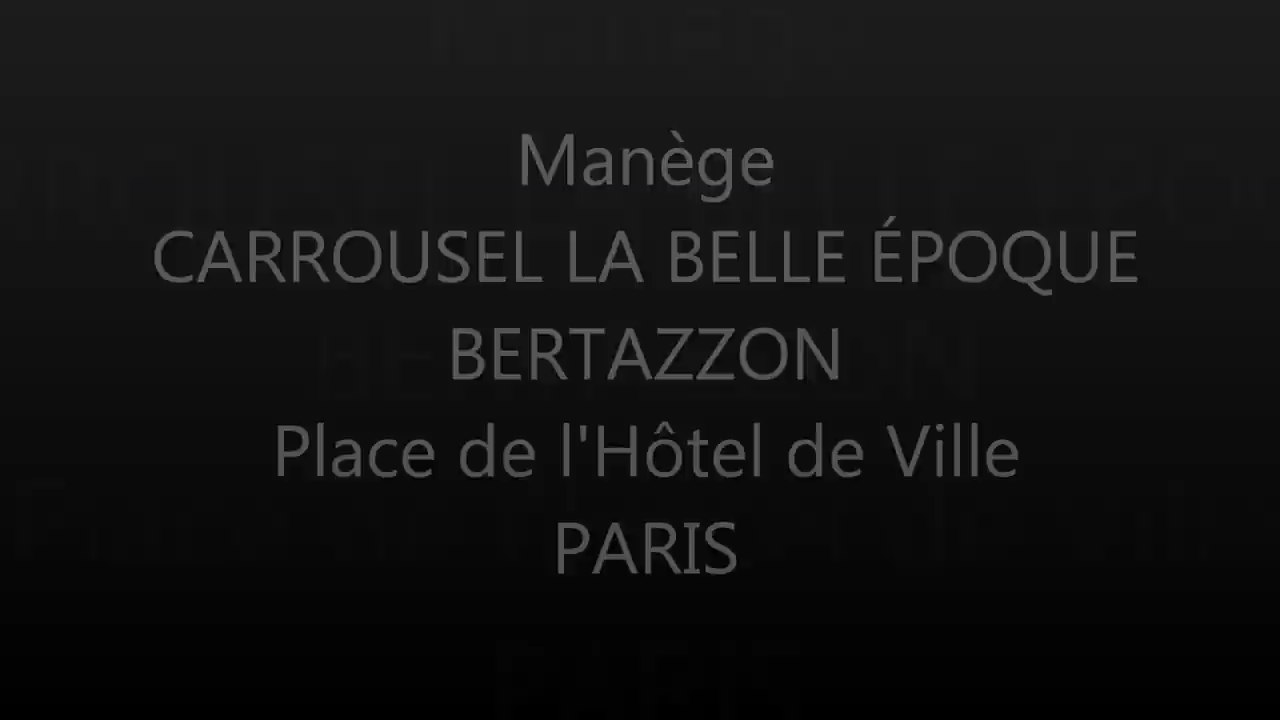 Manège
CARROUSEL LA BELLE ÉPOQUE
BERTAZZON
Place de l'Hôtel de Ville
PARIS